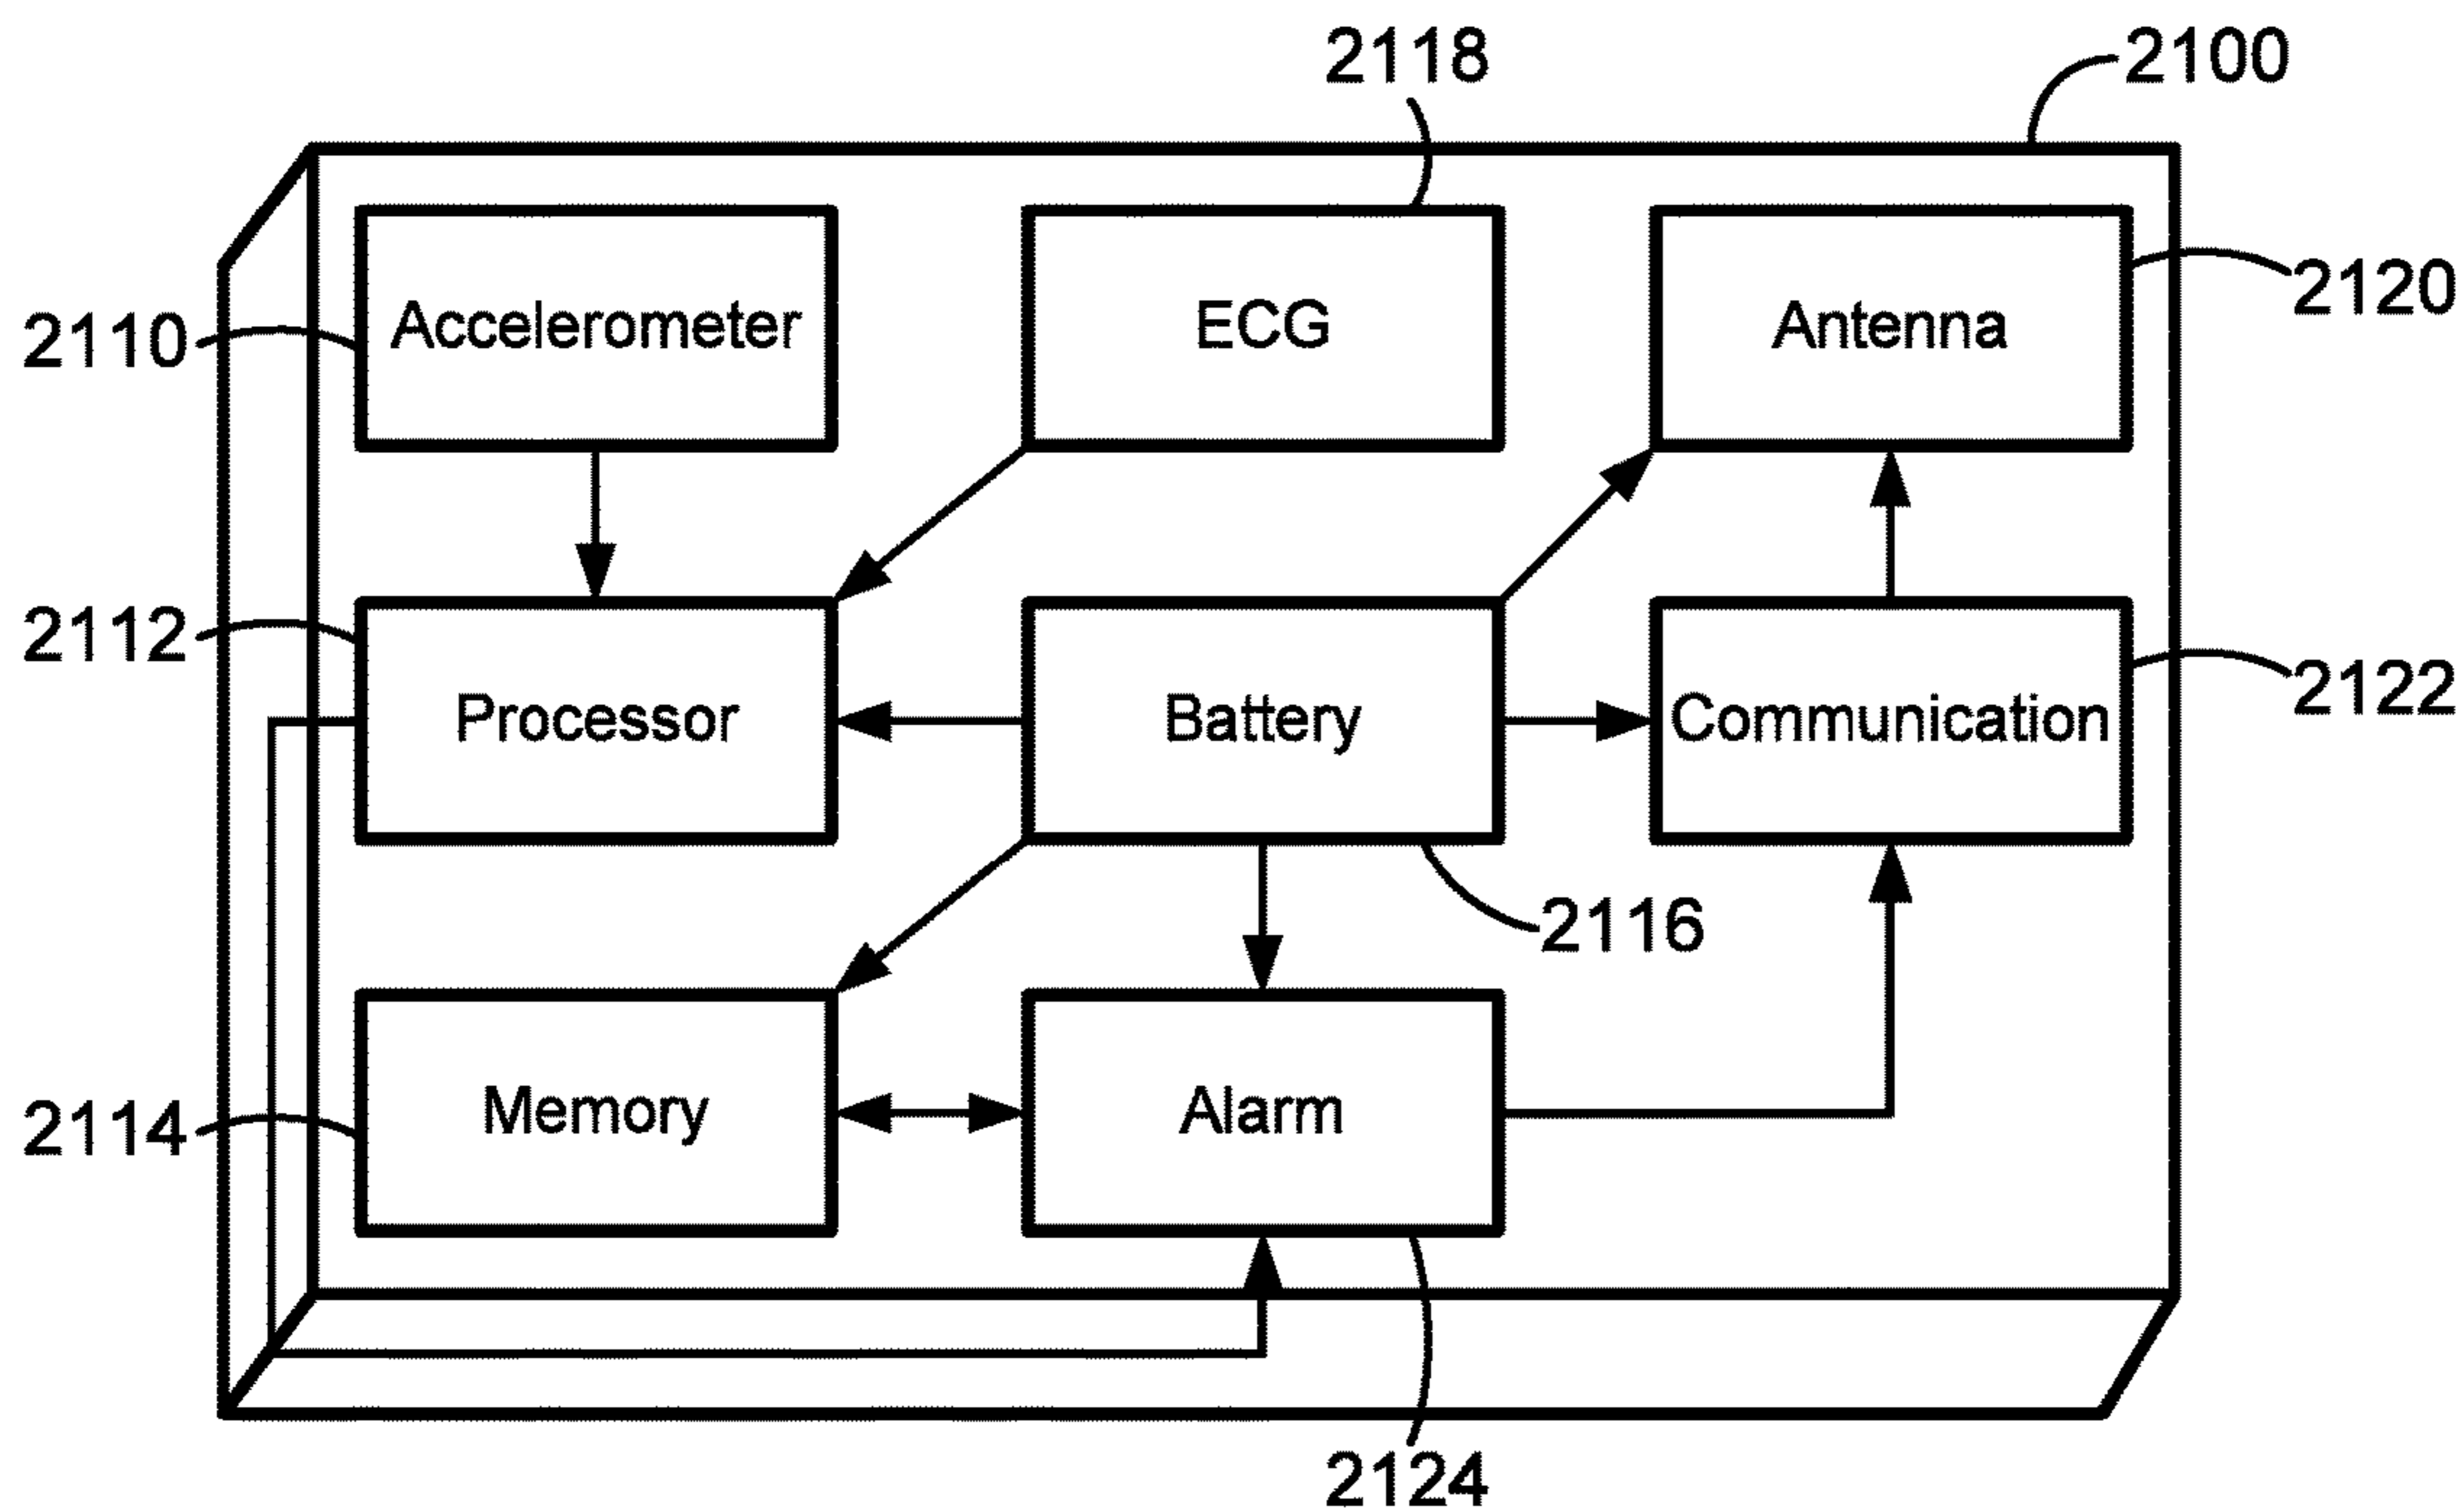 2118
2100
2110
Accelerometer
ECG
Antenna
2120
2112
Processor
Battery
Communication
2122
2116
2114
Memory
Alarm
2124